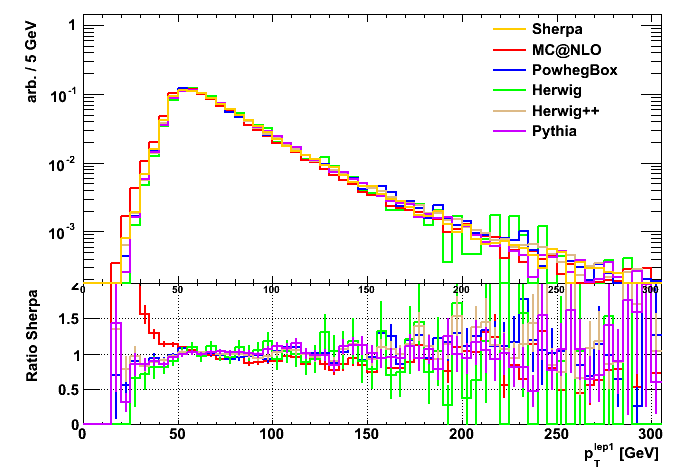 arb. / 5 GeV
1
10^-1
10^-2
10^-3
Sherpa
MC@NLO
PowhegBox
Herwig
Herwig++
Pythia
0 50 100 150 200 250 300
Ratio Sherpa
2
1.5
1
0.5
0
0 50 100 150 200 250 300
p_T^lep1 [GeV]